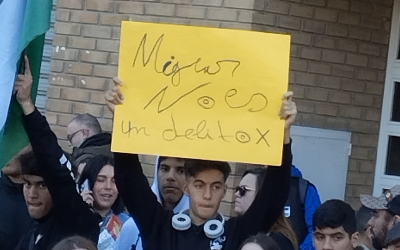 Migrar
No es
un delito x